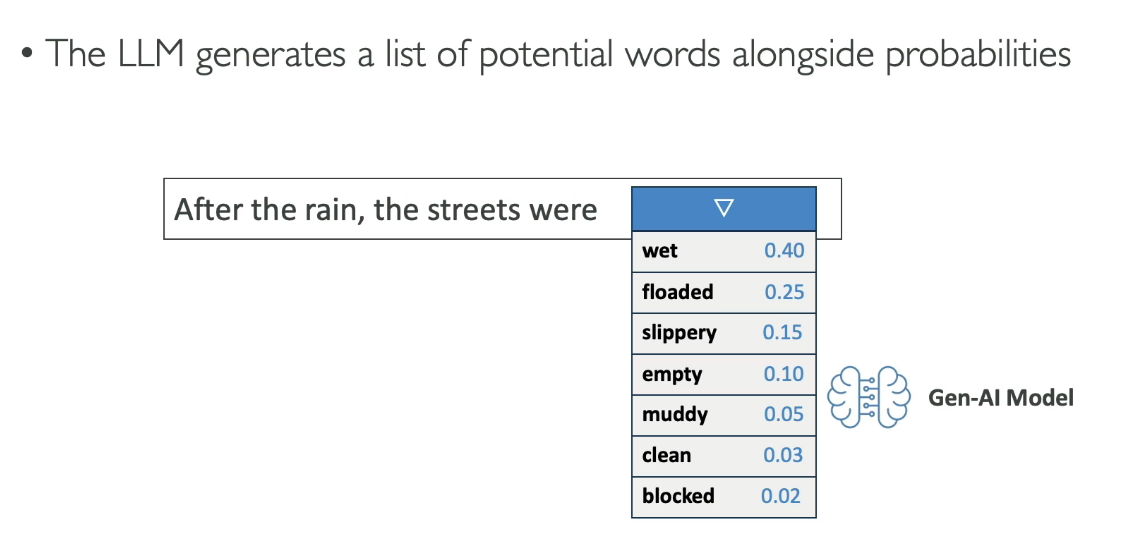 • The LLM generates a list of potential words alongside probabilities
After the rain, the streets were
wet 0.40
floaded 0.25
slippery 0.15
empty 0.10
muddy 0.05
clean 0.03
blocked 0.02
Gen-AI Model